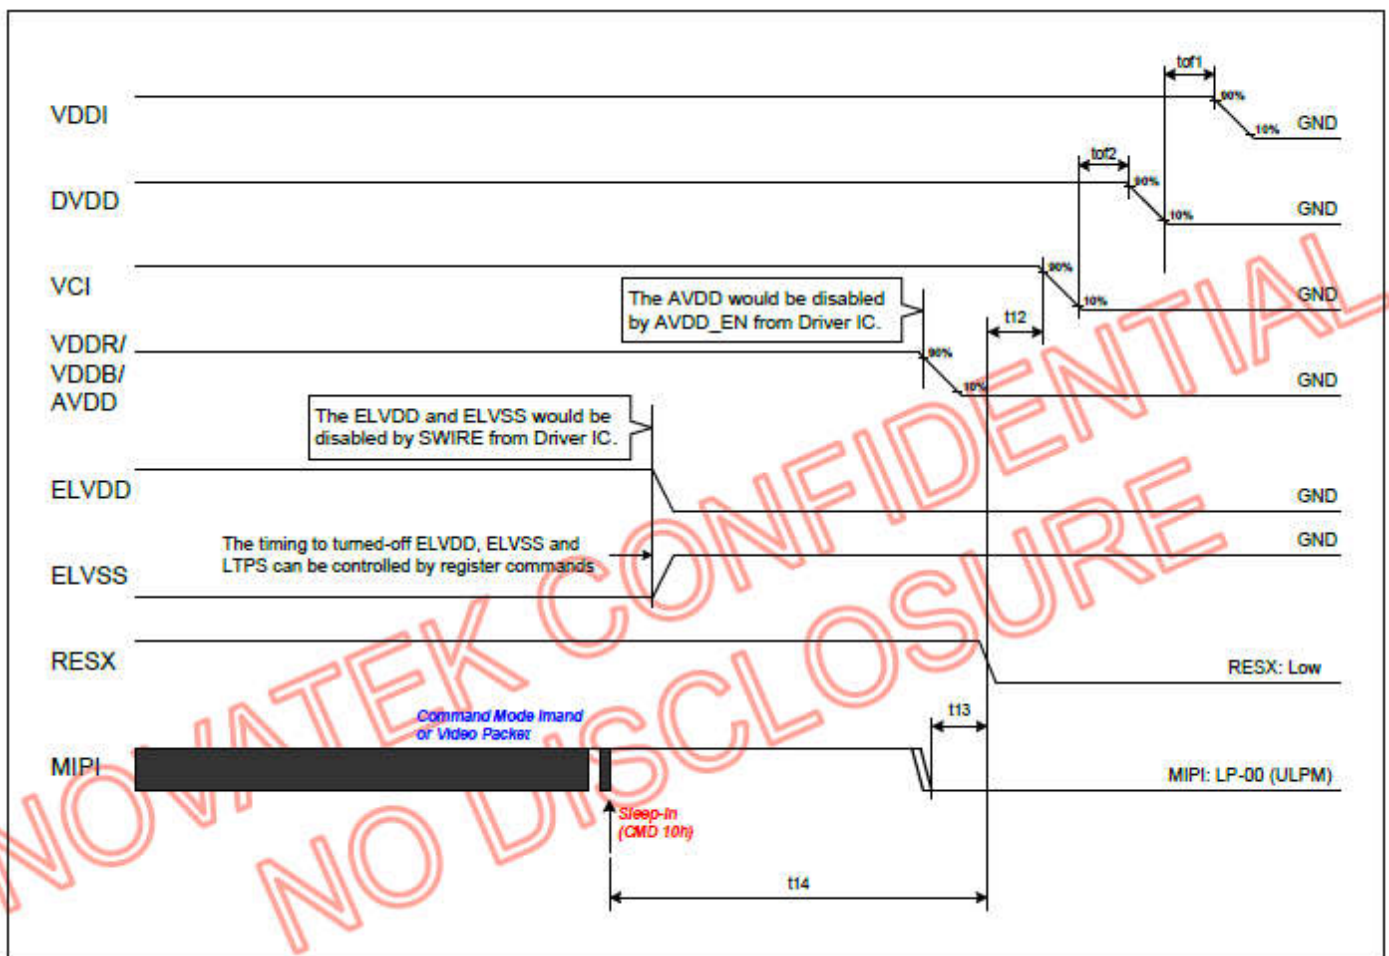 tof1
VDDI
90%
10%
GND
tof2
DVDD
90%
10%
GND
VCI
90%
10%
GND
The AVDD would be disabled
by AVDD_EN from Driver IC.
t12
VDDR/
VDDB/
AVDD
90%
10%
GND
The ELVDD and ELVSS would be
disabled by SWIRE from Driver IC.
ELVDD
GND
The timing to turned-off ELVDD, ELVSS and
LTPS can be controlled by register commands
ELVSS
GND
RESX
RESX: Low
Command Mode Imand
or Video Packet
t13
MIPI
MIPI: LP-00 (ULPM)
Sleep-In
(CMD 10h)
t14
NOVATEK CONFIDENTIAL
NO DISCLOSURE